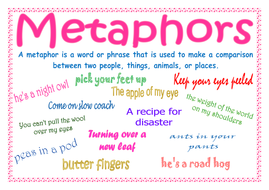 Metaphors
A metaphor is a word or phrase that is used to make a comparison
between two people, things, animals, or places.
he's a night owl
pick your feet up
Keep your eyes peeled
The apple of my eye
Come on slow coach
the weight of the world
on my shoulders
You can't pull the wool
over my eyes
A recipe for
disaster
Turning over a
new leaf
ants in your
pants
peas in a pod
butter fingers
he's a road hog